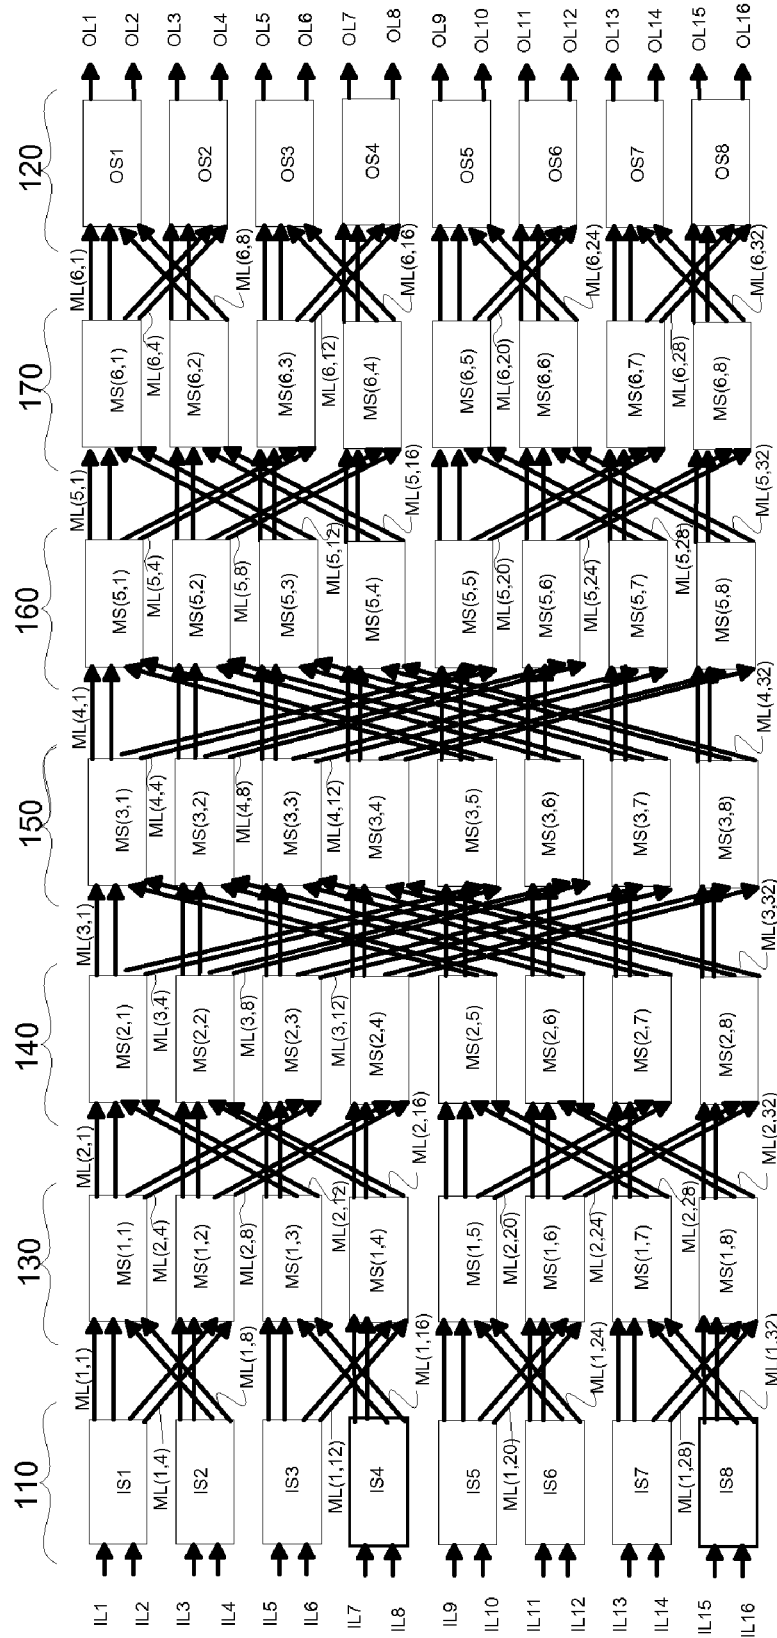 110
130
140
150
160
170
120
IL1
IL2
IL3
IL4
IL5
IL6
IL7
IL8
IL9
IL10
IL11
IL12
IL13
IL14
IL15
IL16
IS1
IS2
IS3
IS4
IS5
IS6
IS7
IS8
ML(1,1)
ML(1,4)
ML(1,8)
ML(1,12)
ML(1,16)
ML(1,20)
ML(1,24)
ML(1,28)
ML(1,32)
MS(1,1)
MS(1,2)
MS(1,3)
MS(1,4)
MS(1,5)
MS(1,6)
MS(1,7)
MS(1,8)
ML(2,1)
ML(2,4)
ML(2,8)
ML(2,12)
ML(2,16)
ML(2,20)
ML(2,24)
ML(2,28)
ML(2,32)
MS(2,1)
MS(2,2)
MS(2,3)
MS(2,4)
MS(2,5)
MS(2,6)
MS(2,7)
MS(2,8)
ML(3,1)
ML(3,4)
ML(3,8)
ML(3,12)
ML(3,32)
MS(3,1)
MS(3,2)
MS(3,3)
MS(3,4)
MS(3,5)
MS(3,6)
MS(3,7)
MS(3,8)
ML(4,1)
ML(4,4)
ML(4,8)
ML(4,12)
ML(4,32)
MS(5,1)
MS(5,2)
MS(5,3)
MS(5,4)
MS(5,5)
MS(5,6)
MS(5,7)
MS(5,8)
ML(5,1)
ML(5,4)
ML(5,8)
ML(5,12)
ML(5,16)
ML(5,20)
ML(5,24)
ML(5,28)
ML(5,32)
MS(6,1)
MS(6,2)
MS(6,3)
MS(6,4)
MS(6,5)
MS(6,6)
MS(6,7)
MS(6,8)
ML(6,1)
ML(6,4)
ML(6,8)
ML(6,12)
ML(6,16)
ML(6,20)
ML(6,24)
ML(6,28)
ML(6,32)
OS1
OS2
OS3
OS4
OS5
OS6
OS7
OS8
OL1
OL2
OL3
OL4
OL5
OL6
OL7
OL8
OL9
OL10
OL11
OL12
OL13
OL14
OL15
OL16